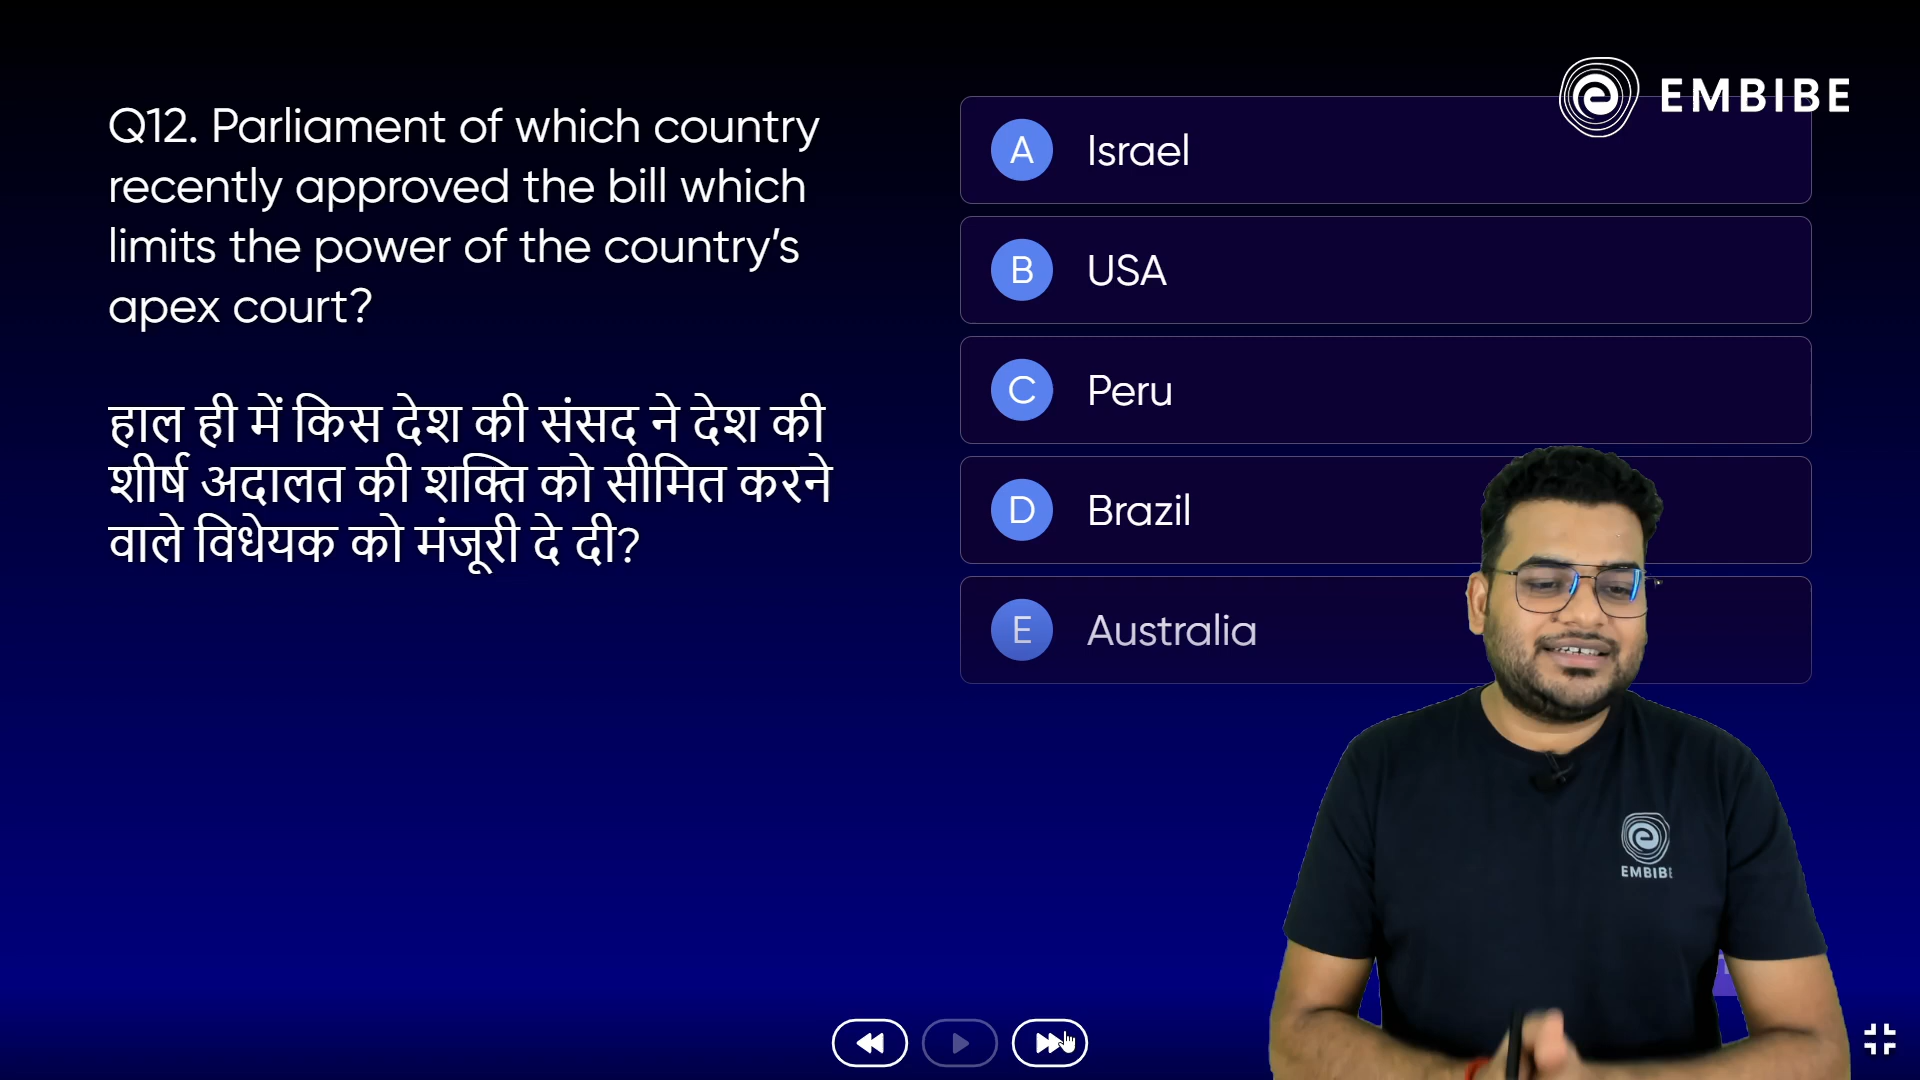 EMBIBE
Q12. Parliament of which country
recently approved the bill which
limits the power of the country’s
apex court?
हाल ही में किस देश की संसद ने देश की
शीर्ष अदालत की शक्ति को सीमित करने
वाले विधेयक को मंजूरी दे दी?
A Israel
B USA
C Peru
D Brazil
E Australia
EMBIBE